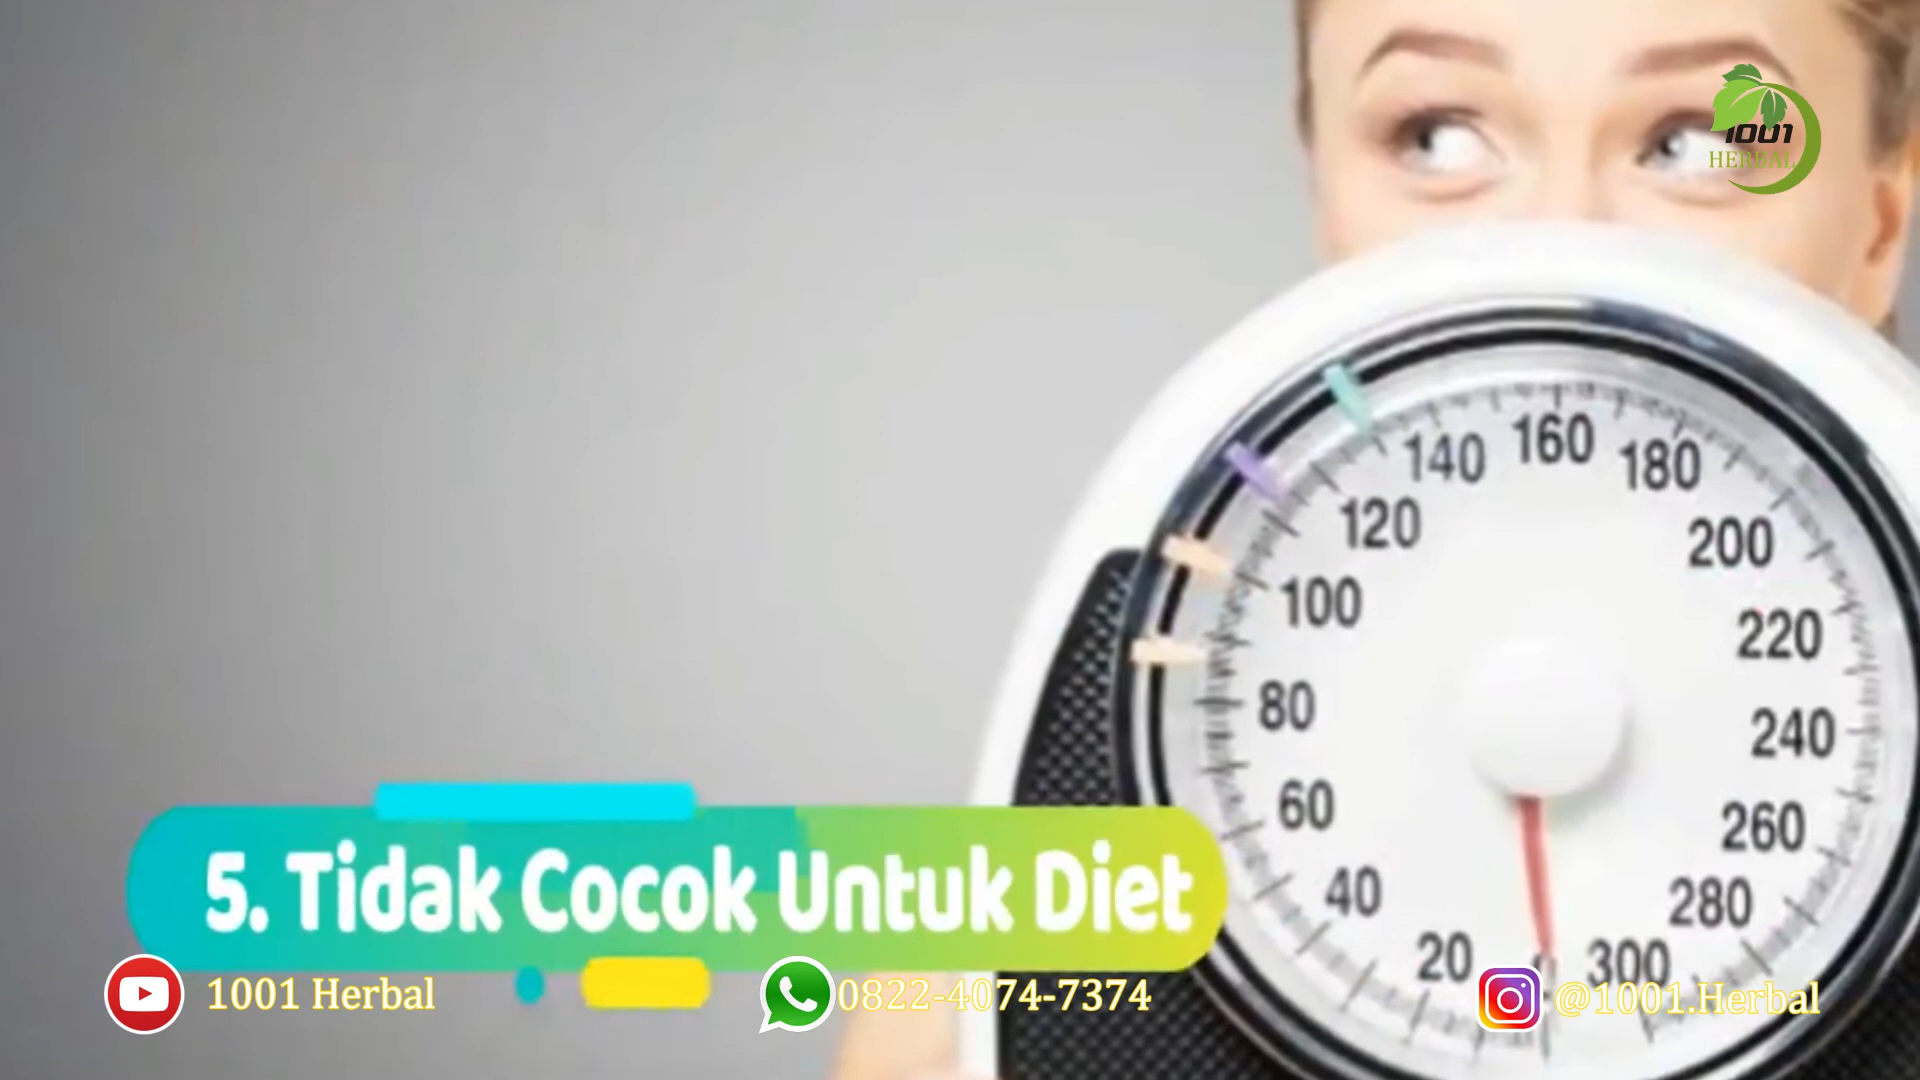 1001
HERBAL
140 160 180
120 200
100 220
80 240
60 260
40 280
20 0 300
5. Tidak Cocok Untuk Diet
1001 Herbal
0822-4074-7374
@1001.Herbal